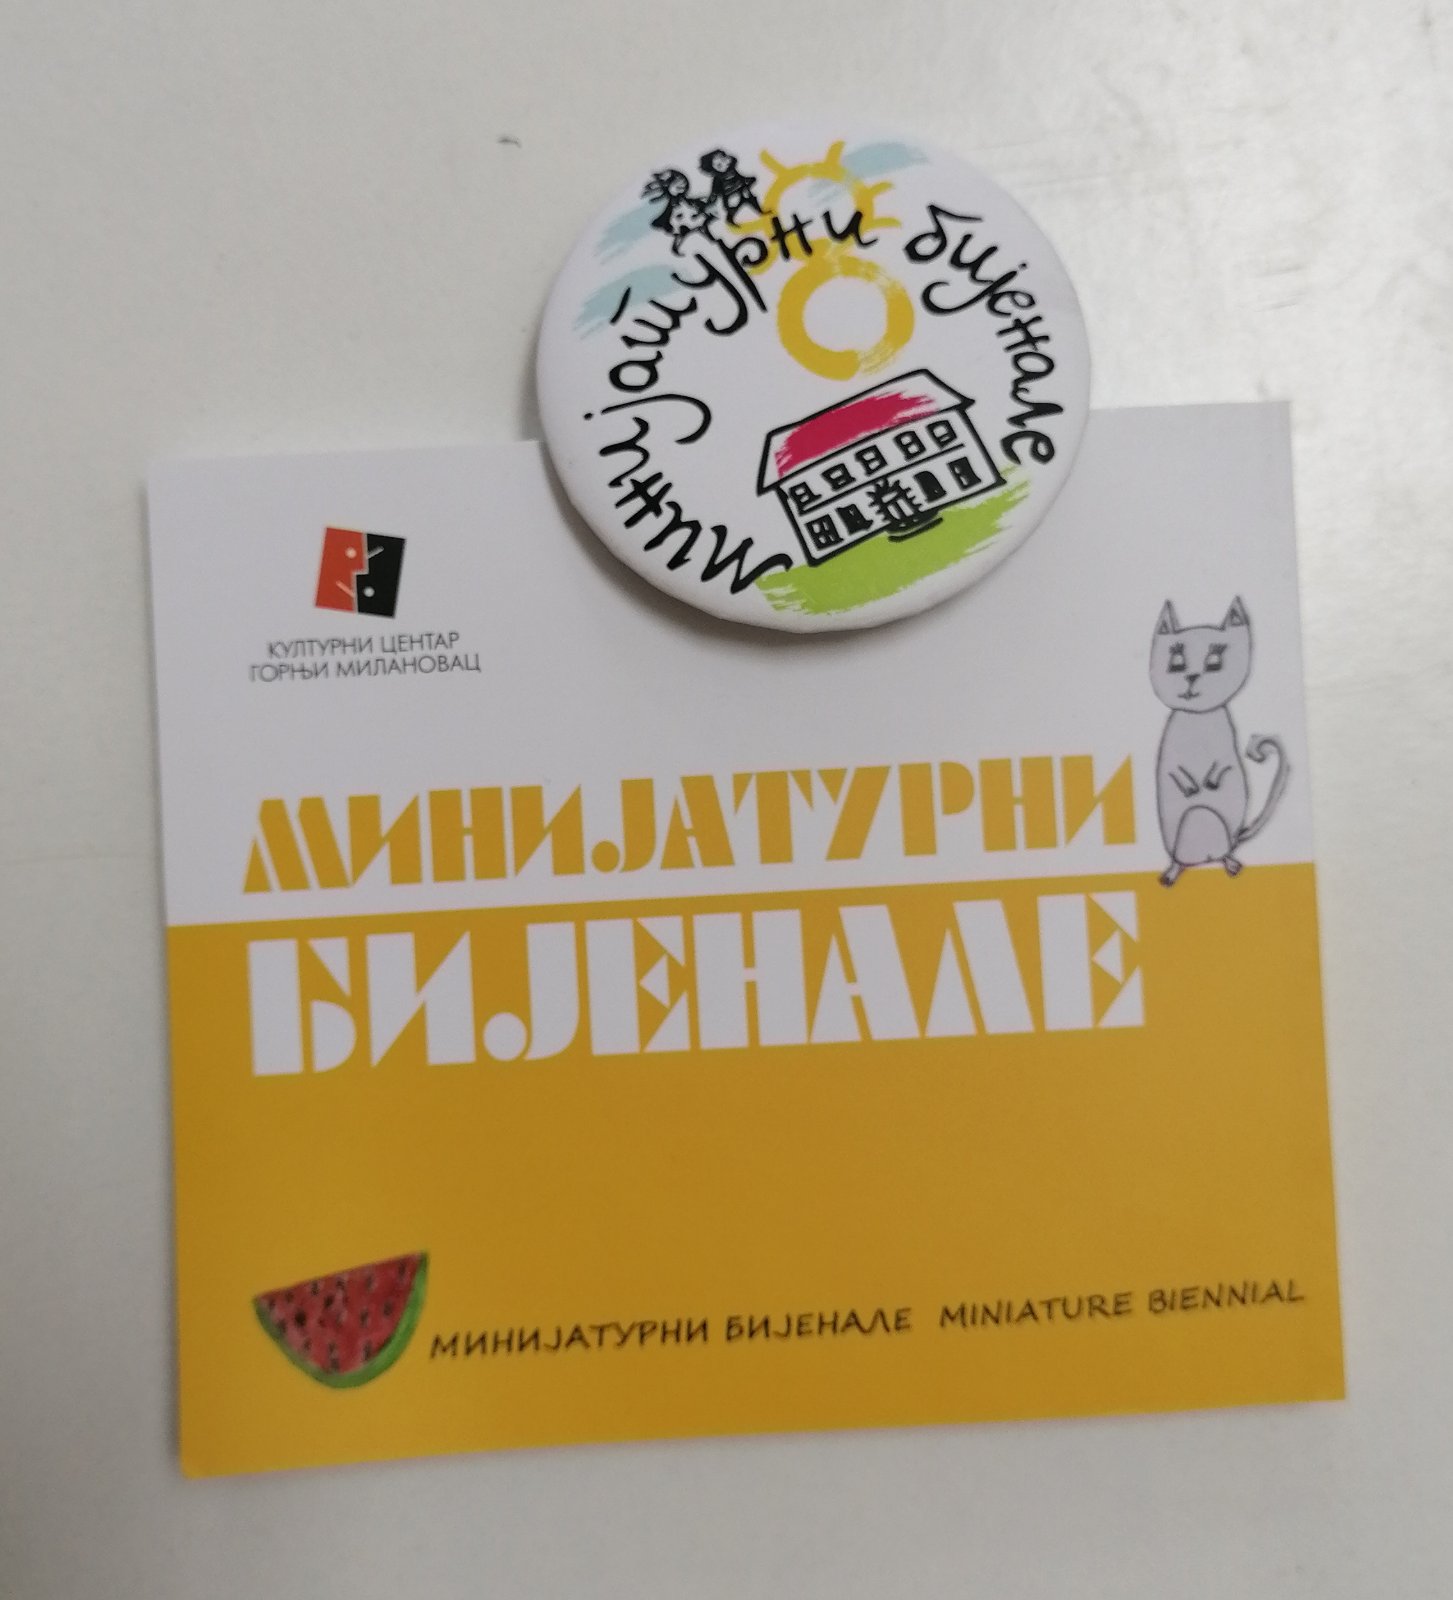 Минијатурни бијенале
КУЛТУРНИ ЦЕНТАР
ГОРЊИ МИЛАНОВАЦ
МИНИЈАТУРНИ
БИЈЕНАЛЕ
МИНИЈАТУРНИ БИЈЕНАЛЕ MINIATURE BIENNIAL